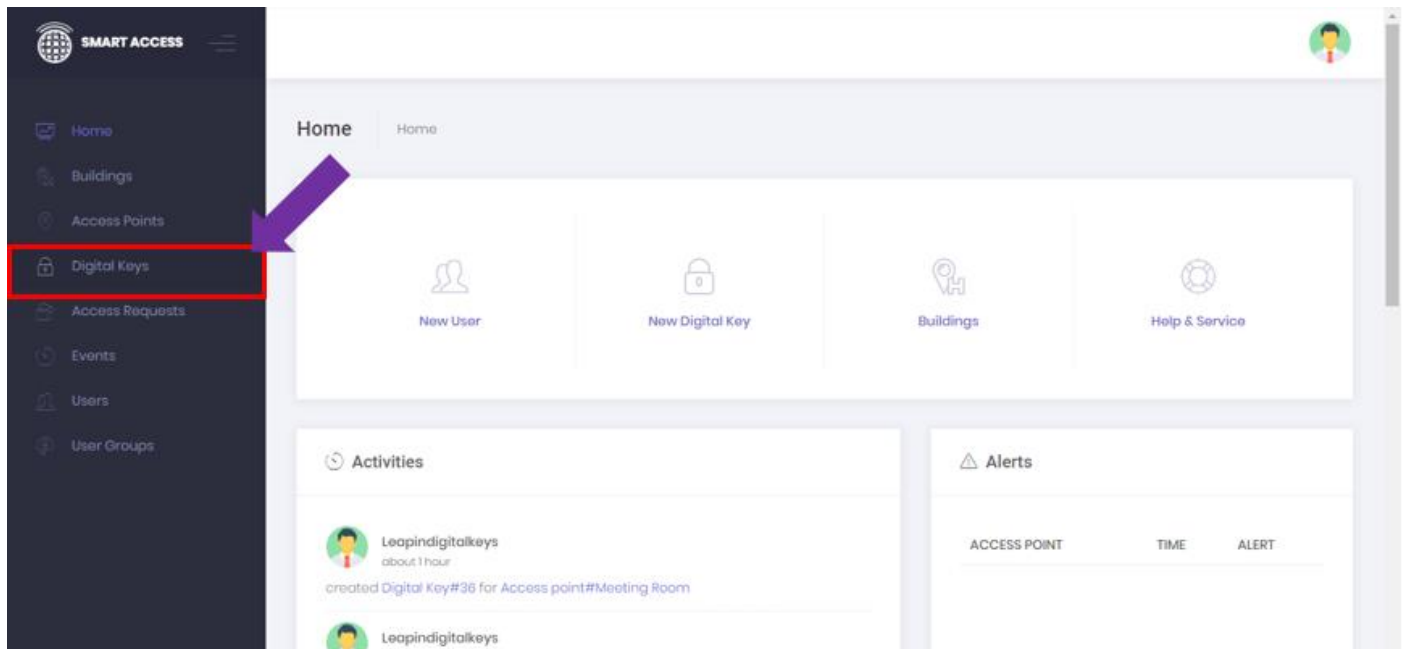 SMART ACCESS
Home
Buildings
Access Points
Digital Keys
Access Requests
Events
Users
User Groups
Home
Home
New User
New Digital Key
Buildings
Help & Service
Activities
Leapindigitalkeys
about 1 hour
created Digital Key#36 for Access point#Meeting Room
Leapindigitalkeys
Alerts
ACCESS POINT TIME ALERT